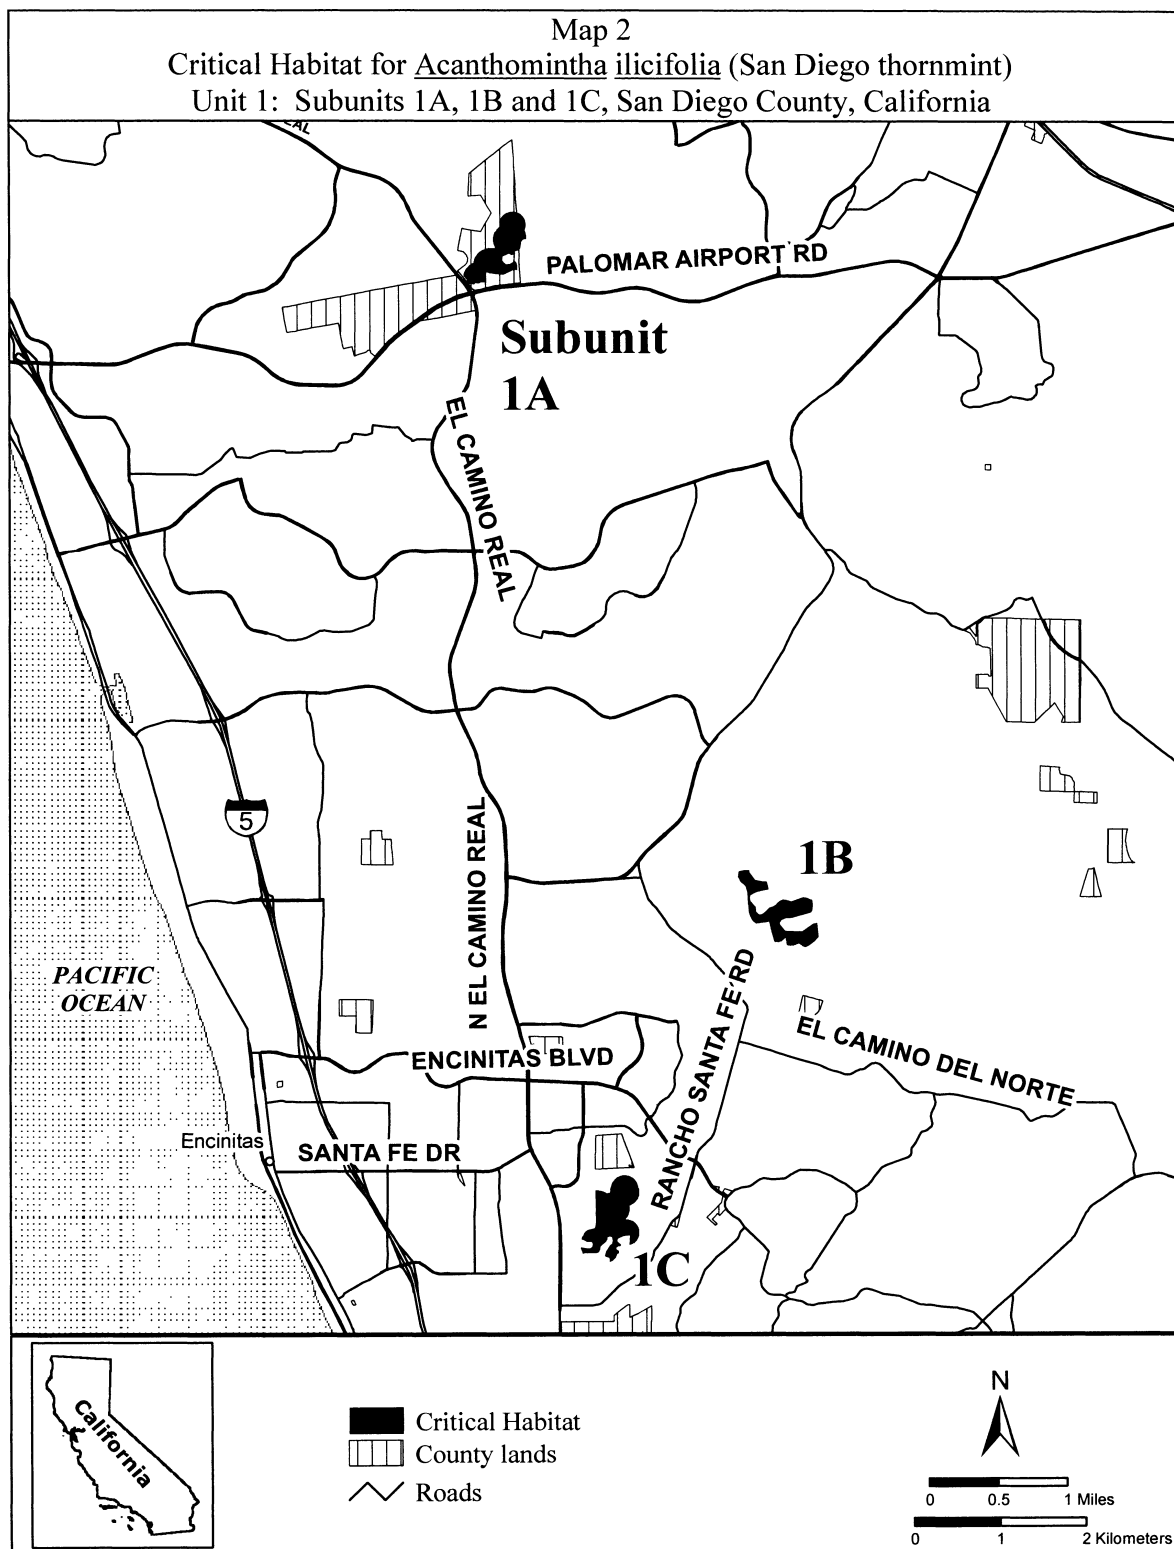 Map 2
Critical Habitat for Acanthomintha ilicifolia (San Diego thornmint)
Unit 1: Subunits 1A, 1B and 1C, San Diego County, California
PALOMAR AIRPORT RD
Subunit
1A
EL CAMINO REAL
5
N EL CAMINO REAL
1B
PACIFIC
OCEAN
RANCHO SANTA FE RD
EL CAMINO DEL NORTE
ENCINITAS BLVD
Encinitas
SANTA FE DR
1C
California
Critical Habitat
County lands
Roads
N
0 0.5 1 Miles
0 1 2 Kilometers